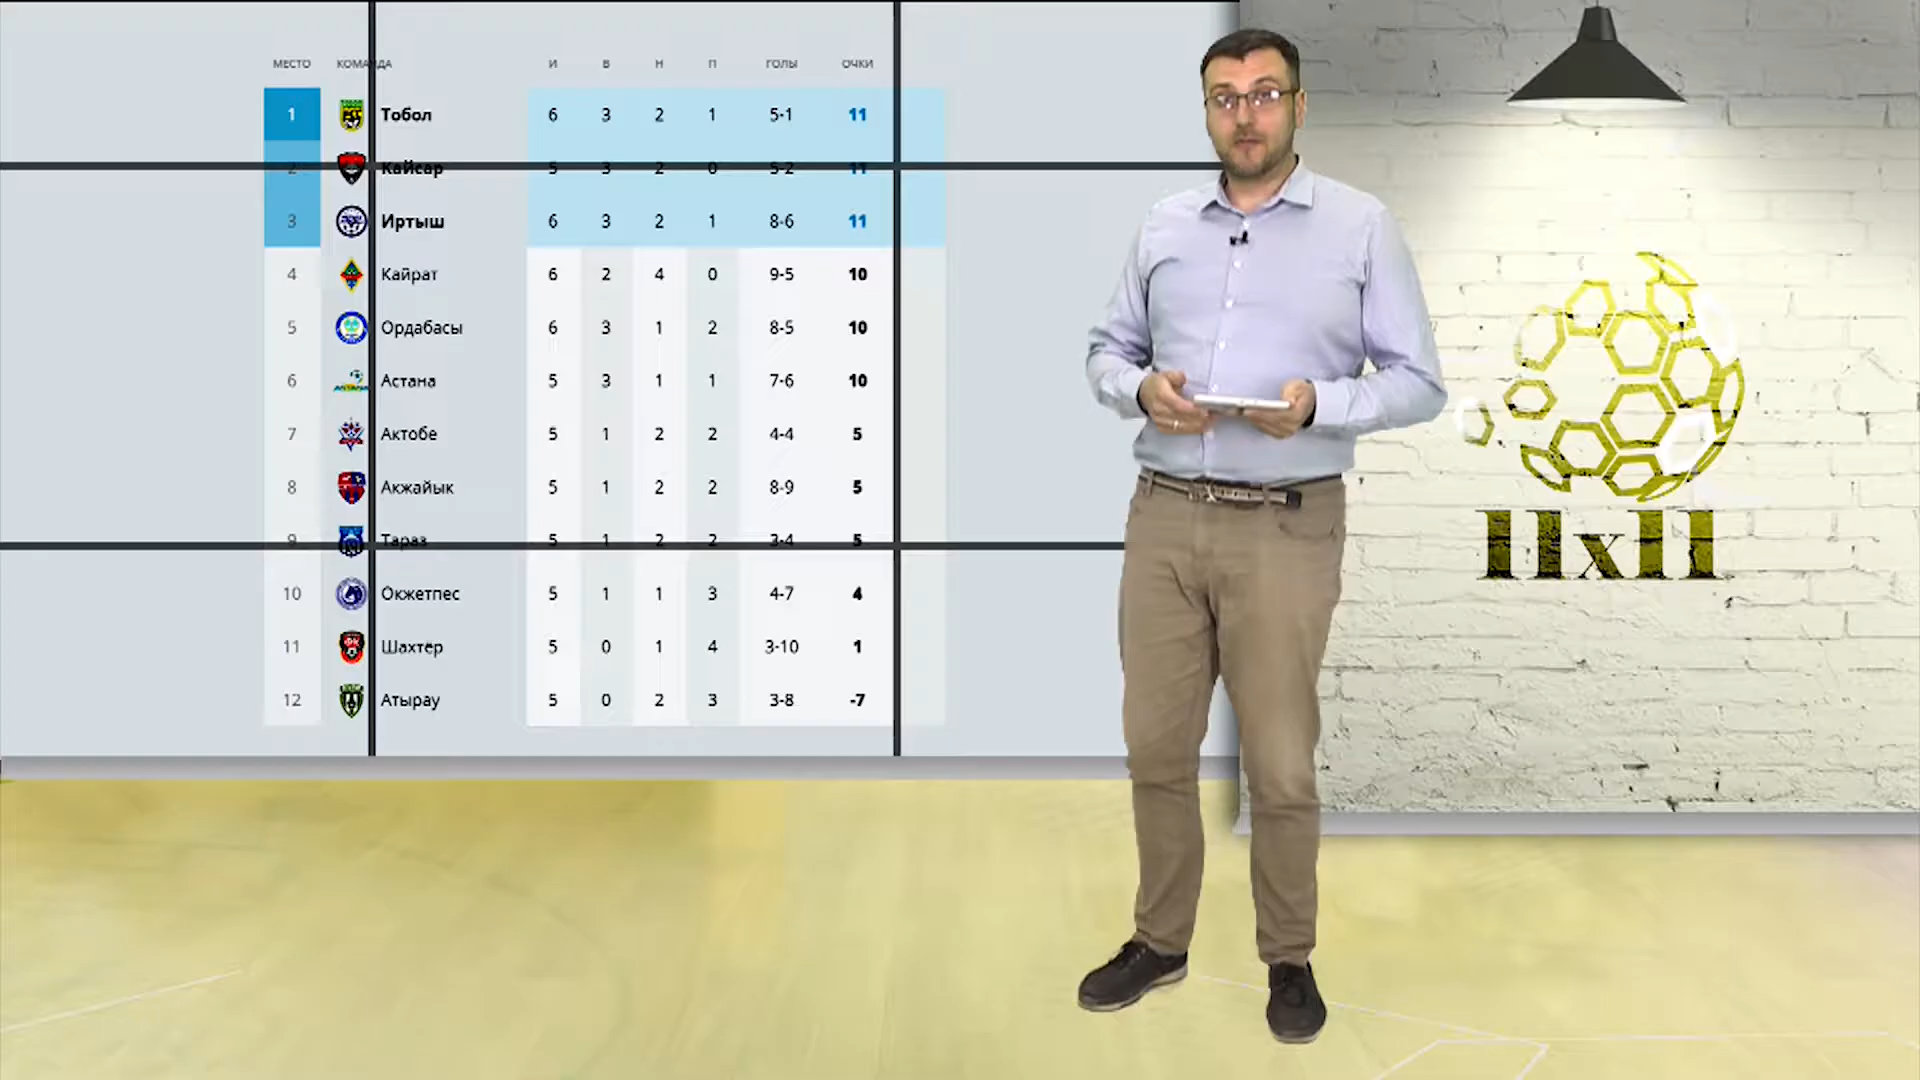 МЕСТО КОМАНДА И В Н П ГОЛЫ ОЧКИ
1 Тобол 6 3 2 1 5-1 11
2 Кайсар 5 3 2 0 5-2 11
3 Иртыш 6 3 2 1 8-6 11
4 Кайрат 6 2 4 0 9-5 10
5 Ордабасы 6 3 1 2 8-5 10
6 Астана 5 3 1 1 7-6 10
7 Актобе 5 1 2 2 4-4 5
8 Акжайык 5 1 2 2 8-9 5
9 Тараз 5 1 2 2 3-4 5
10 Окжетпес 5 1 1 3 4-7 4
11 Шахтёр 5 0 1 4 3-10 1
12 Атырау 5 0 2 3 3-8 -7
11x11